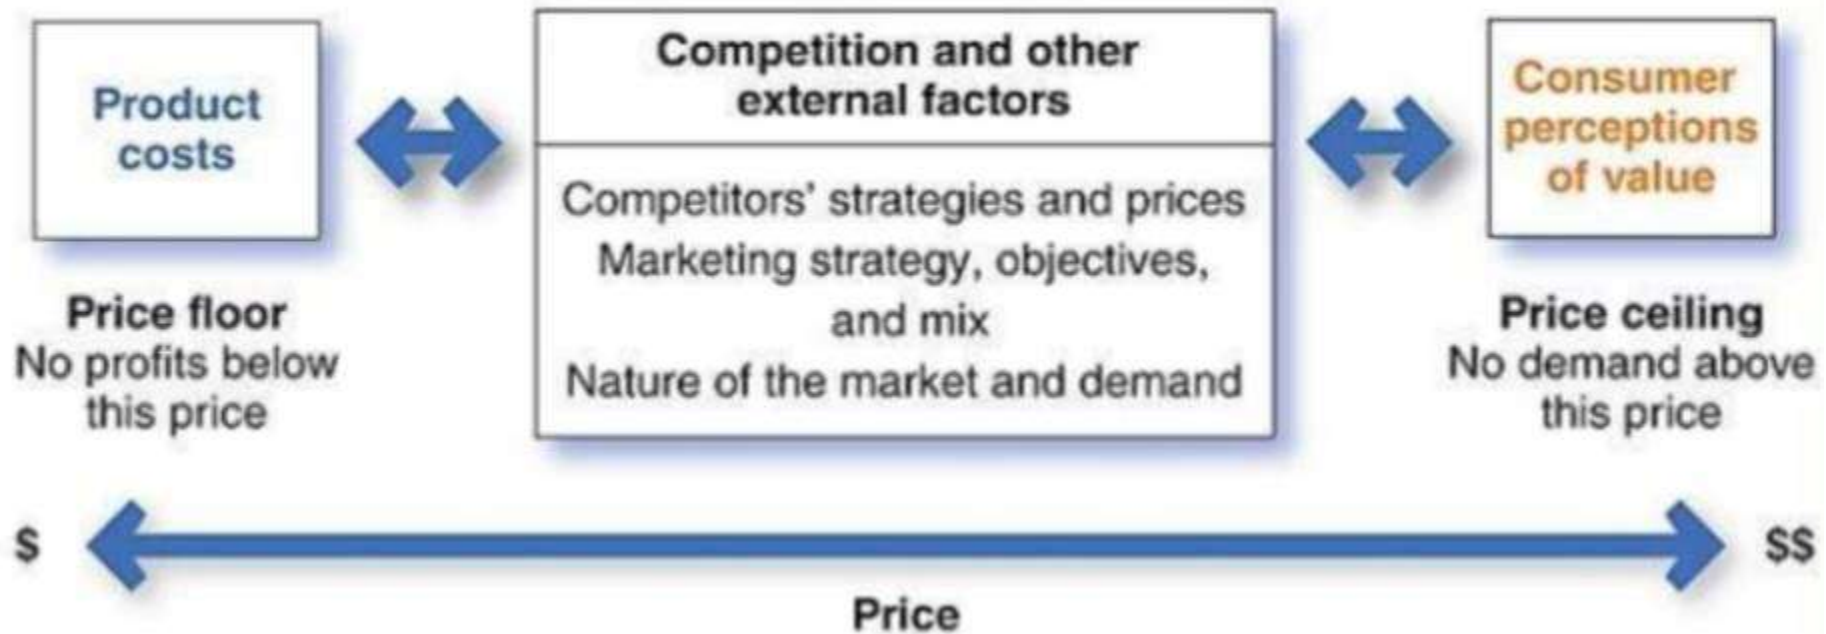 Product
costs
Price floor
No profits below
this price
Competition and other
external factors
Competitors' strategies and prices
Marketing strategy, objectives,
and mix
Nature of the market and demand
Consumer
perceptions
of value
Price ceiling
No demand above
this price
$
$$
Price